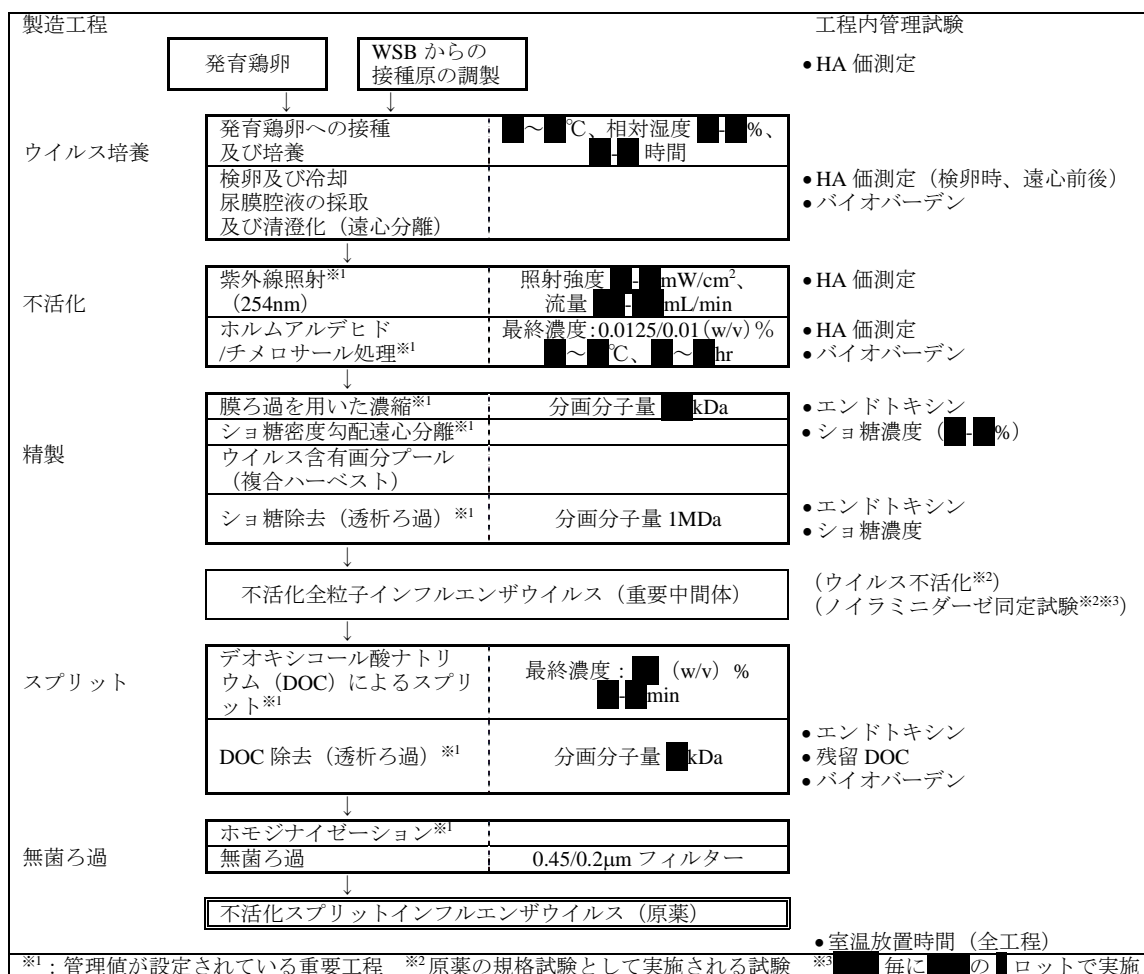 製造工程 工程内管理試験
発育鶏卵
WSB からの
接種原の調製
●HA 価測定
↓ ↓
ウイルス培養
発育鶏卵への接種
及び培養
～ ℃、相対湿度 - %、
- 時間
検卵及び冷却
尿膜腔液の採取
及び清澄化（遠心分離）
●HA 価測定（検卵時、遠心前後）
●バイオバーデン
↓
不活化
紫外線照射※1
（254nm）
照射強度 - mW/cm2、
流量 - mL/min
●HA 価測定
ホルムアルデヒド
/チメロサール処理※1
最終濃度：0.0125/0.01（w/v）％
～ ℃、 ～ hr
●HA 価測定
●バイオバーデン
↓
精製
膜ろ過を用いた濃縮※1 分画分子量 kDa
●エンドトキシン
ショ糖密度勾配遠心分離※1
●ショ糖濃度（ - %）
ウイルス含有画分プール
（複合ハーベスト）
ショ糖除去（透析ろ過）※1 分画分子量 1MDa
●エンドトキシン
●ショ糖濃度
↓
不活化全粒子インフルエンザウイルス（重要中間体）
（ウイルス不活化※2）
（ノイラミニダーゼ同定試験※2※3）
↓
スプリット
デオキシコール酸ナトリ
ウム（DOC）によるスプリ
ット※1
最終濃度： （w/v）%
- min
DOC 除去（透析ろ過）※1 分画分子量 kDa
●エンドトキシン
●残留 DOC
●バイオバーデン
↓
無菌ろ過
ホモジナイゼーション※1
無菌ろ過 0.45/0.2μm フィルター
↓
不活化スプリットインフルエンザウイルス（原薬）
●室温放置時間（全工程）
※1：管理値が設定されている重要工程 ※2 原薬の規格試験として実施される試験 ※3 毎に の ロットで実施